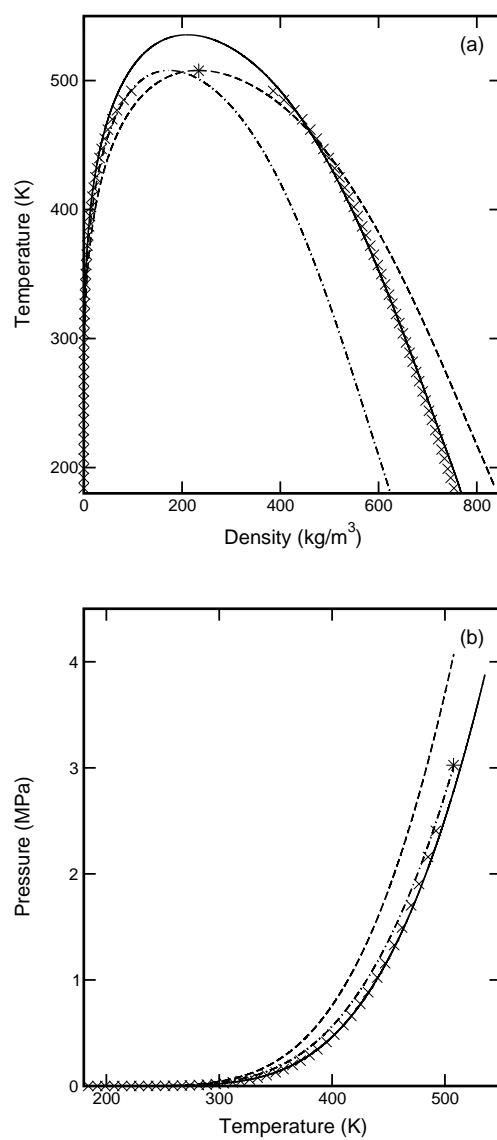 (a)
500
400
300
200
Temperature (K)
0 200 400 600 800
Density (kg/m³)
(b)
4
3
2
1
0
Pressure (MPa)
200 300 400 500
Temperature (K)